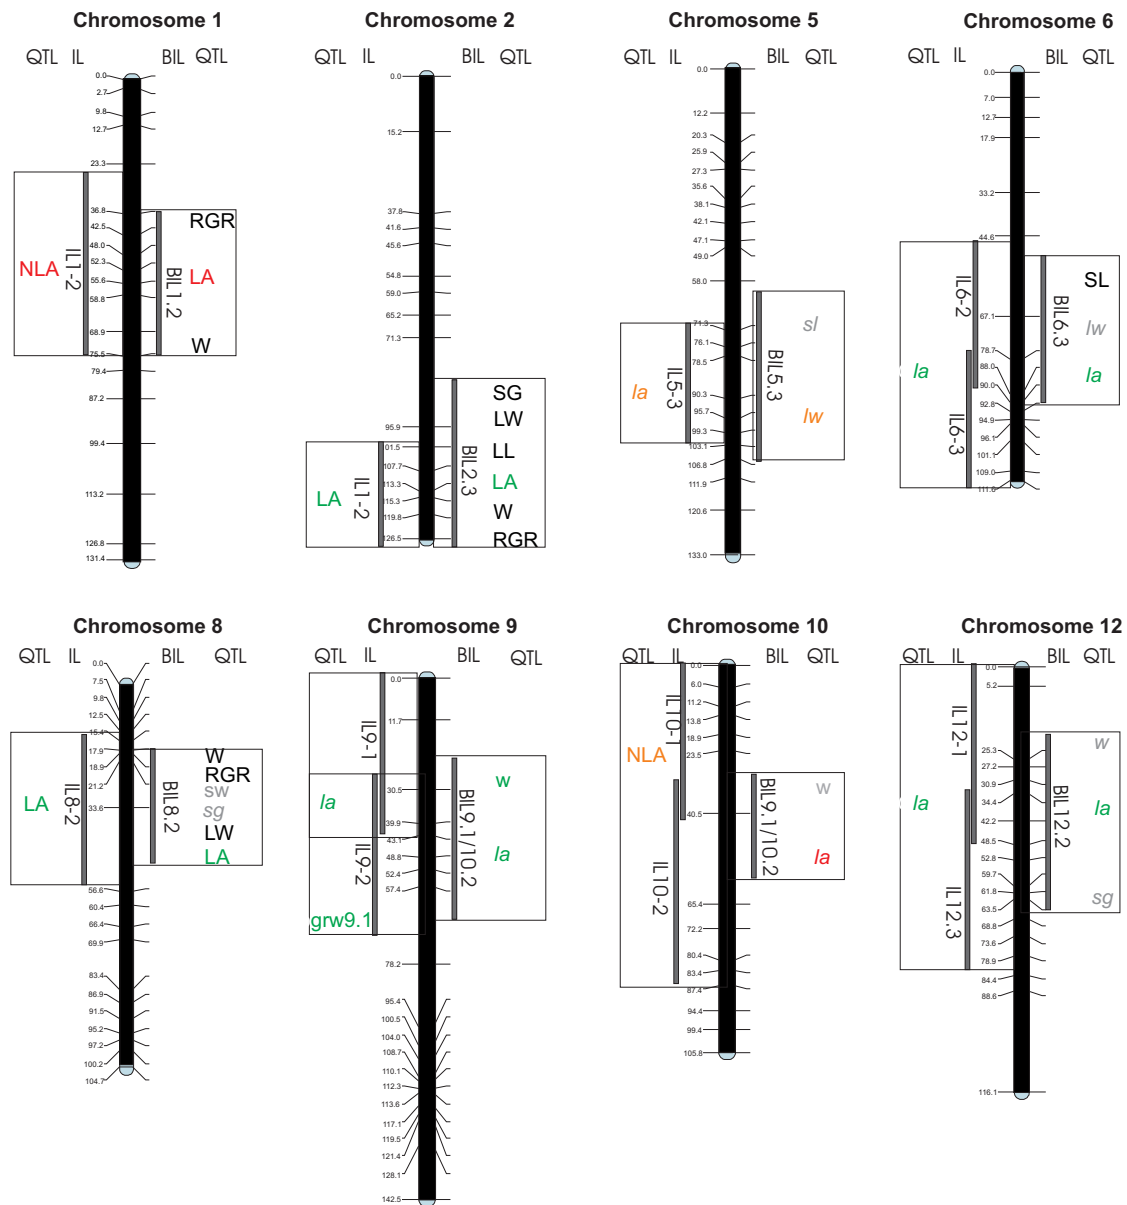 Chromosome 1
QTL IL BIL QTL
0.0
2.7
9.8
12.7
23.3
36.8
42.5
48.0
52.3
55.6
58.8
68.9
75.5
79.4
87.2
99.4
113.2
126.8
131.4
NLA
IL1-2
BIL1.2
RGR
LA
W
Chromosome 2
QTL IL BIL QTL
0.0
15.2
37.8
41.6
45.6
54.8
59.0
65.2
71.3
95.9
01.5
107.7
113.3
115.3
119.8
126.5
LA
IL1-2
BIL2.3
SG
LW
LL
LA
W
RGR
Chromosome 5
QTL IL BIL QTL
0.0
12.2
20.3
25.9
27.3
35.6
38.1
42.1
47.1
49.0
58.0
71.3
76.1
78.5
90.3
95.7
99.3
103.1
106.8
111.9
120.6
133.0
la
IL5-3
BIL5.3
sl
lw
Chromosome 6
QTL IL BIL QTL
0.0
7.0
12.7
17.9
33.2
44.6
67.1
78.7
88.0
90.0
92.8
94.9
96.1
101.1
109.0
111.6
la
IL6-2
IL6-3
BIL6.3
SL
lw
la
Chromosome 8
QTL IL BIL QTL
0.0
7.5
9.8
12.5
15.4
17.9
18.9
21.2
33.6
56.6
60.4
66.4
69.9
83.4
86.9
91.5
95.2
97.2
100.2
104.7
LA
IL8-2
BIL8.2
W
RGR
sw
sg
LW
LA
Chromosome 9
QTL IL BIL QTL
0.0
11.7
30.5
39.9
43.1
48.8
52.4
57.4
78.2
95.4
100.5
104.0
108.7
110.1
112.3
113.6
117.1
119.5
121.4
128.1
142.5
la
grw9.1
IL9-1
IL9-2
BIL9.1/10.2
w
la
Chromosome 10
QTL IL BIL QTL
0.0
6.0
11.2
13.8
18.9
23.5
40.5
65.4
72.2
80.4
83.4
87.4
94.4
99.4
105.8
NLA
IL10-1
IL10-2
BIL9.1/10.2
w
la
Chromosome 12
QTL IL BIL QTL
0.0
5.2
25.3
27.2
30.9
34.4
42.2
48.5
52.8
59.7
61.8
63.5
68.8
73.6
78.9
84.4
88.6
116.1
la
IL12-1
IL12.3
BIL12.2
w
la
sg